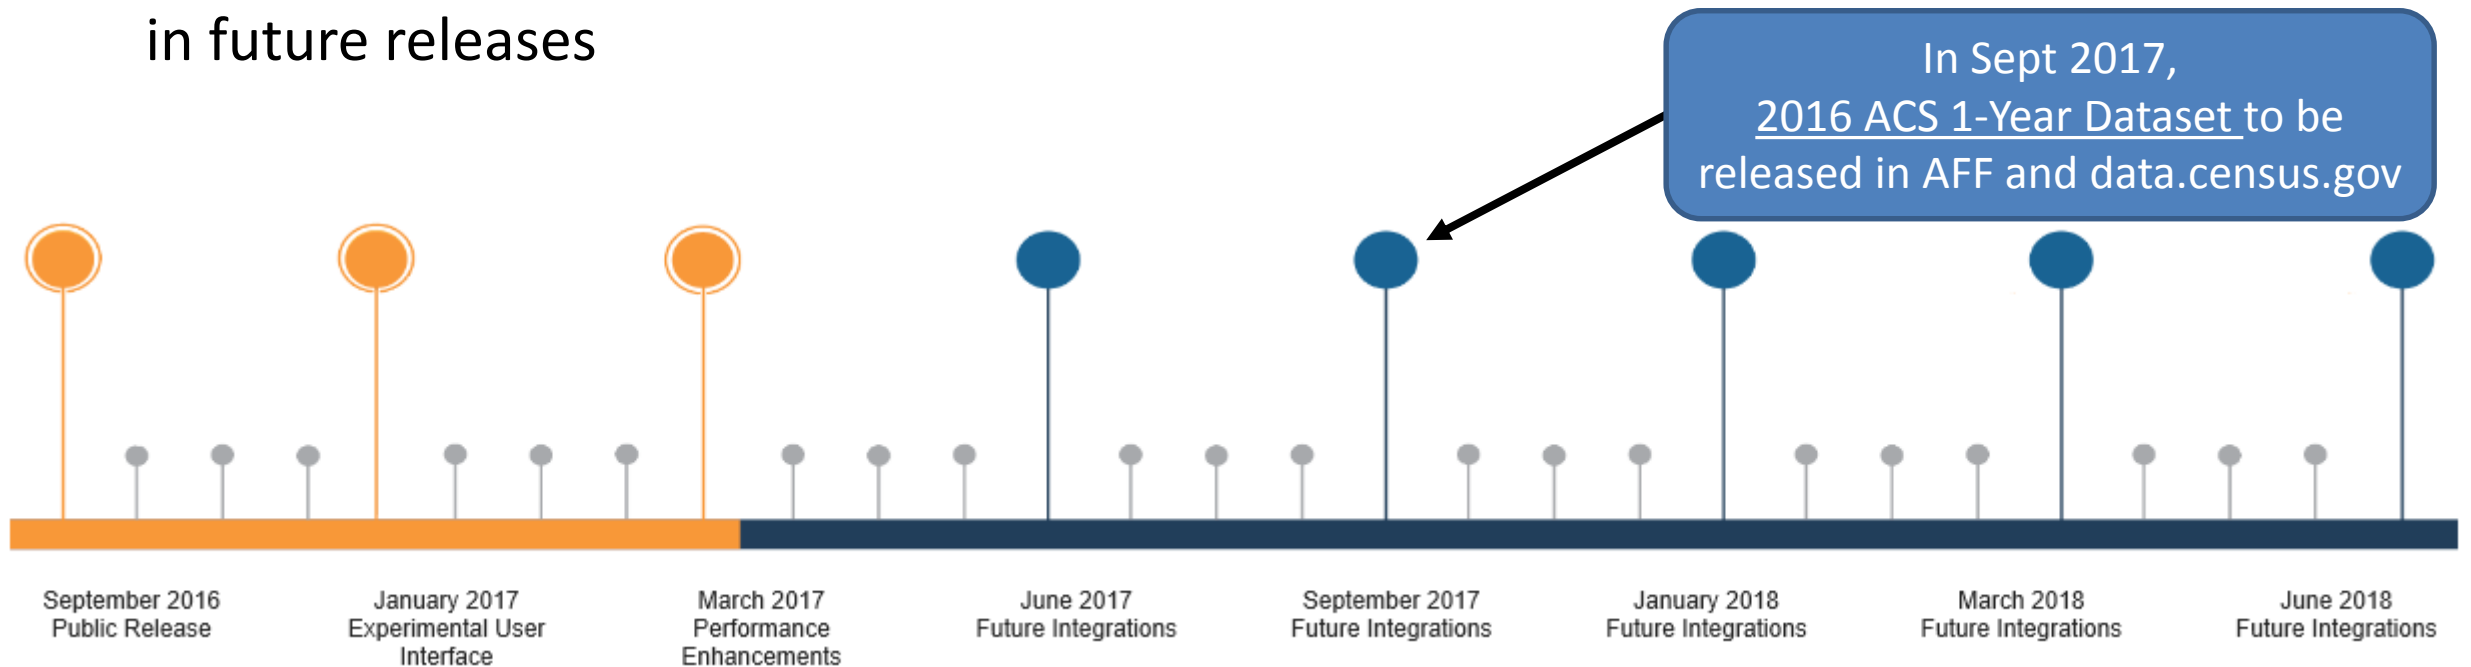 in future releases
In Sept 2017,
2016 ACS 1-Year Dataset to be
released in AFF and data.census.gov
September 2016
Public Release
January 2017
Experimental User
Interface
March 2017
Performance
Enhancements
June 2017
Future Integrations
September 2017
Future Integrations
January 2018
Future Integrations
March 2018
Future Integrations
June 2018
Future Integrations